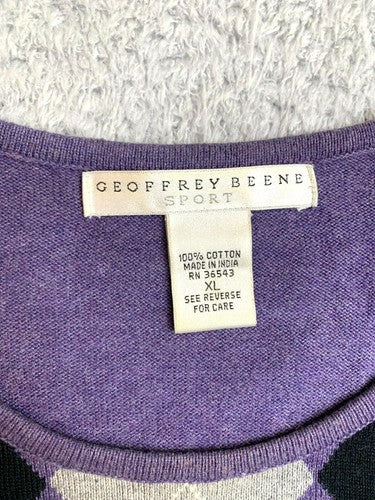 GEOFFREY BEENE
SPORT
100% COTTON
MADE IN INDIA
RN 36543
XL
SEE REVERSE
FOR CARE